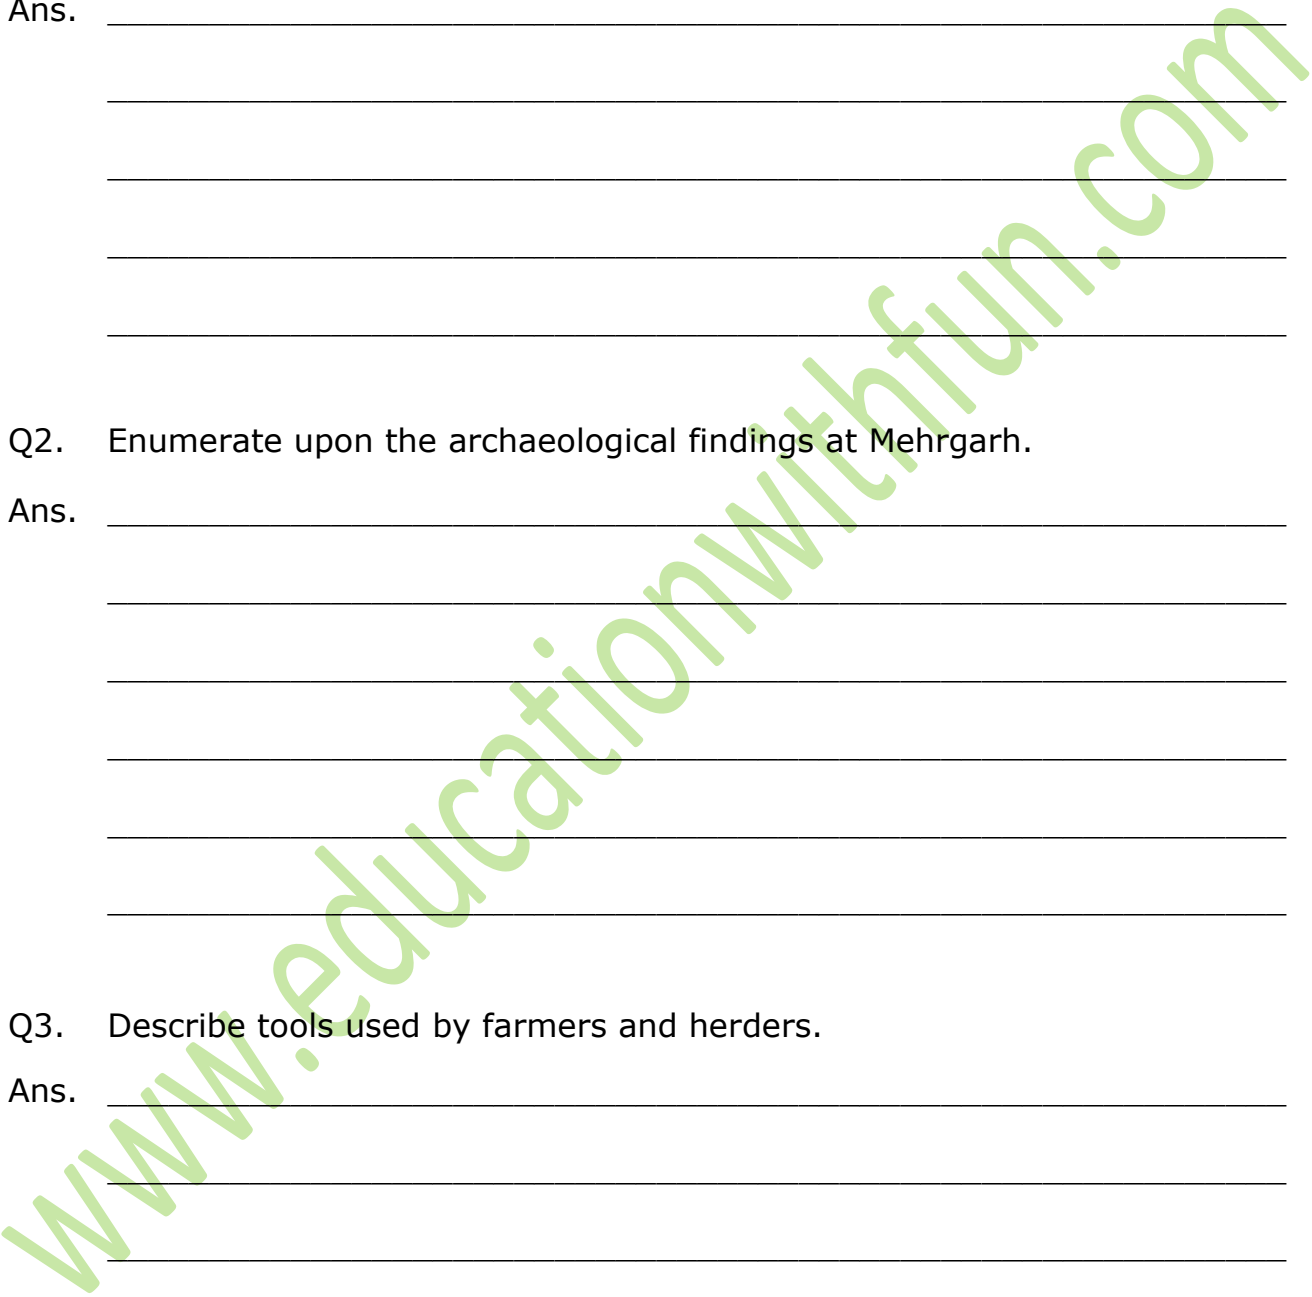 Ans.
Q2. Enumerate upon the archaeological findings at Mehrgarh.
Ans.
Q3. Describe tools used by farmers and herders.
Ans.
www.educationwithfun.com